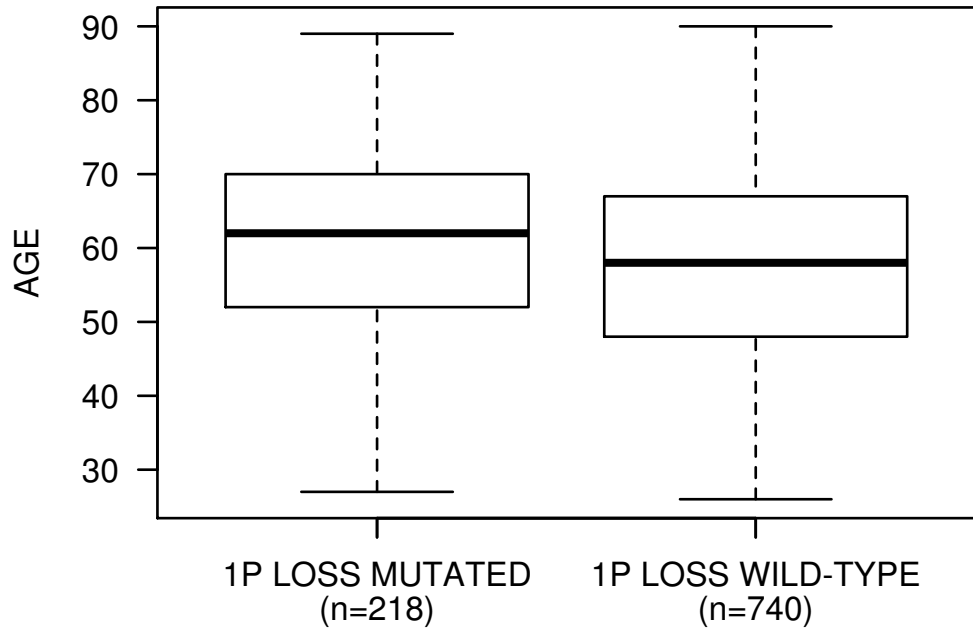 AGE
90
80
70
60
50
40
30
1P LOSS MUTATED
(n=218)
1P LOSS WILD-TYPE
(n=740)